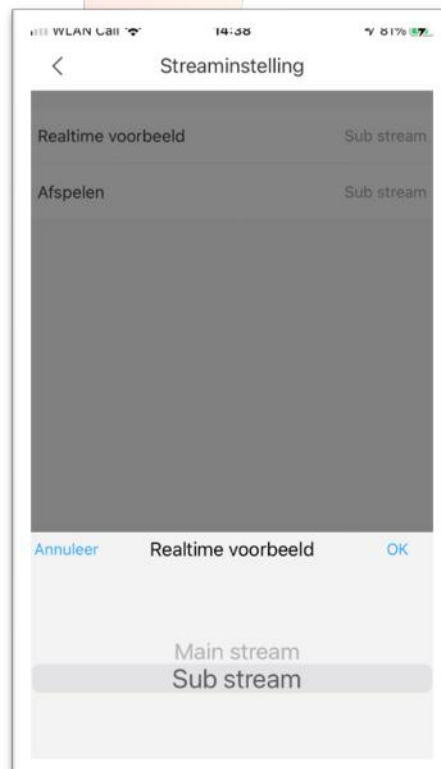 WLAN Call 14:38 81%
Streaminstelling
Realtime voorbeeld Sub stream
Afspelen Sub stream
Annuleer Realtime voorbeeld OK
Main stream
Sub stream